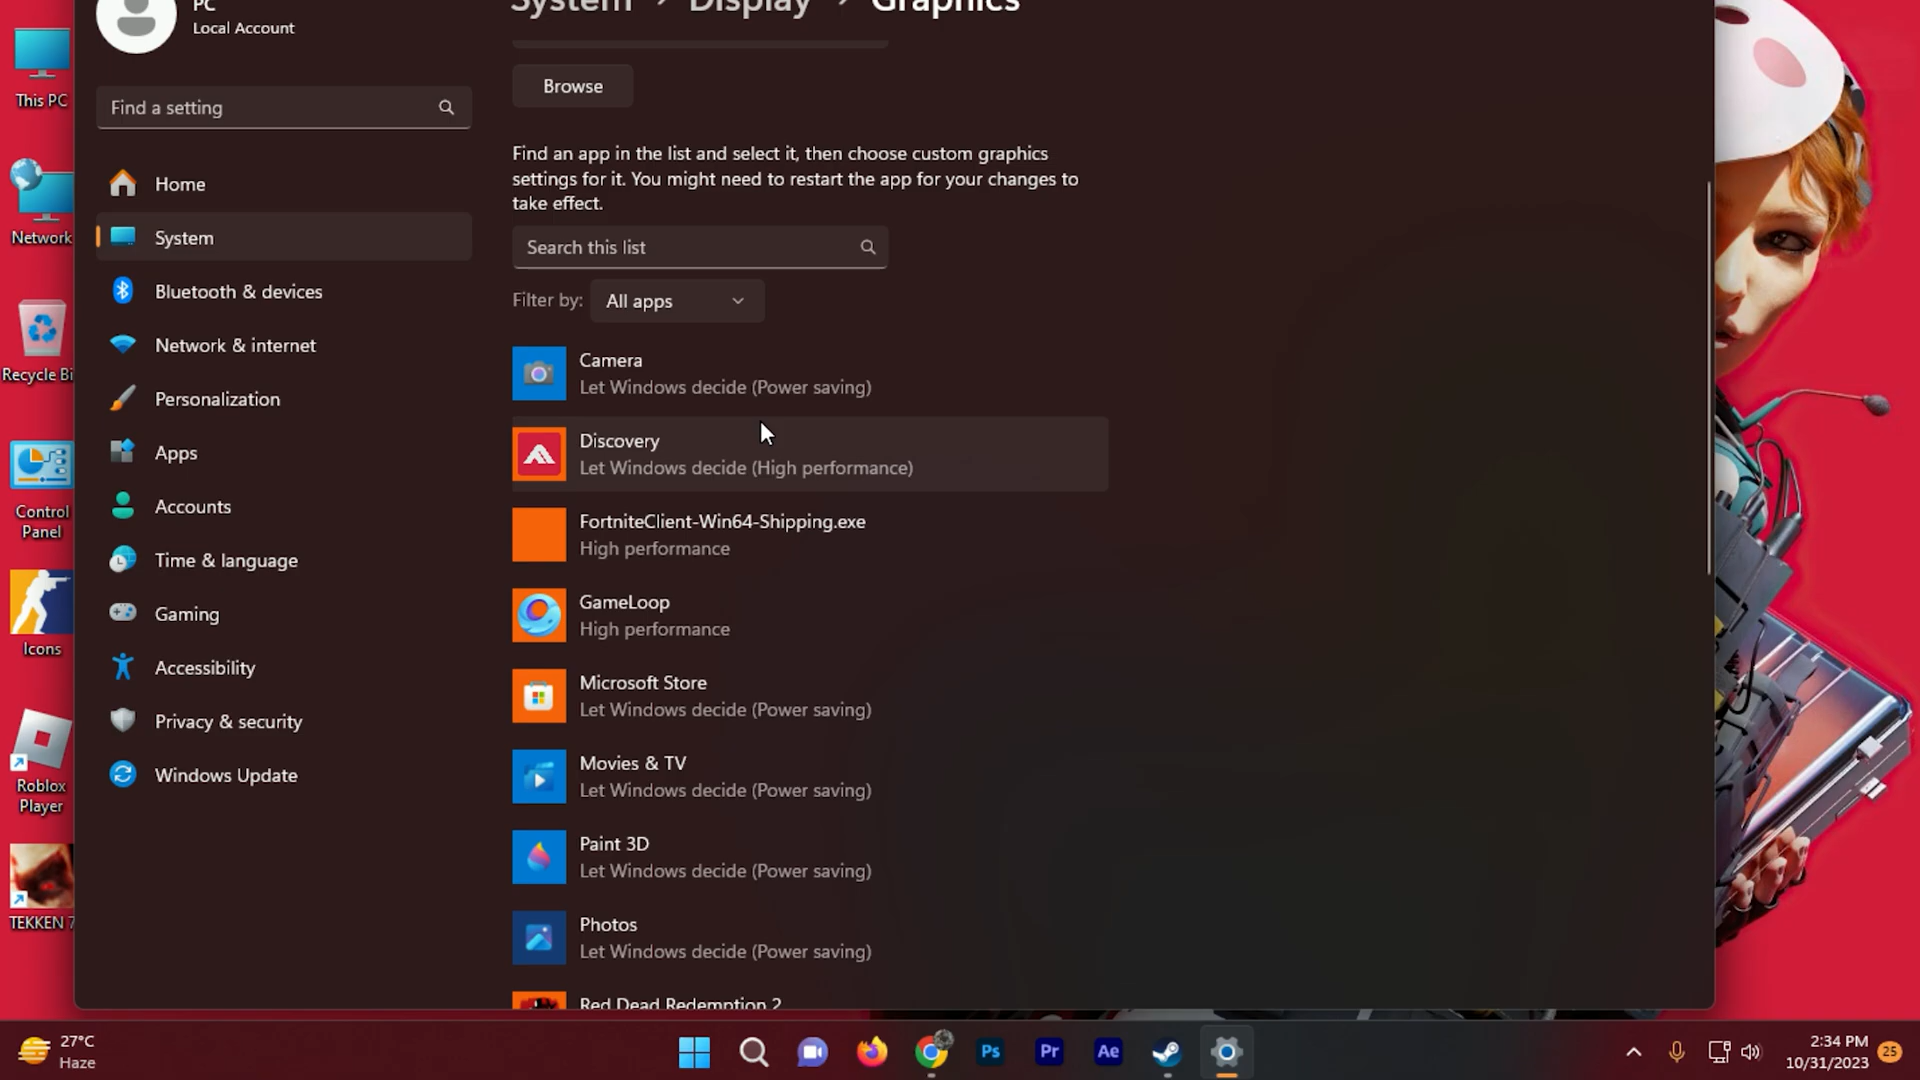 PC
Local Account
System > Display > Graphics
Find a setting
Home
System
Bluetooth & devices
Network & internet
Personalization
Apps
Accounts
Time & language
Gaming
Accessibility
Privacy & security
Windows Update
Browse
Find an app in the list and select it, then choose custom graphics
settings for it. You might need to restart the app for your changes to
take effect.
Search this list
Filter by: All apps
Camera
Let Windows decide (Power saving)
Discovery
Let Windows decide (High performance)
FortniteClient-Win64-Shipping.exe
High performance
GameLoop
High performance
Microsoft Store
Let Windows decide (Power saving)
Movies & TV
Let Windows decide (Power saving)
Paint 3D
Let Windows decide (Power saving)
Photos
Let Windows decide (Power saving)
Red Dead Redemption 2
This PC
Network
Recycle Bi
Control
Panel
Icons
Roblox
Player
TEKKEN 7
27°C
Haze
Ps
Pr
Ae
2:34 PM
10/31/2023
25